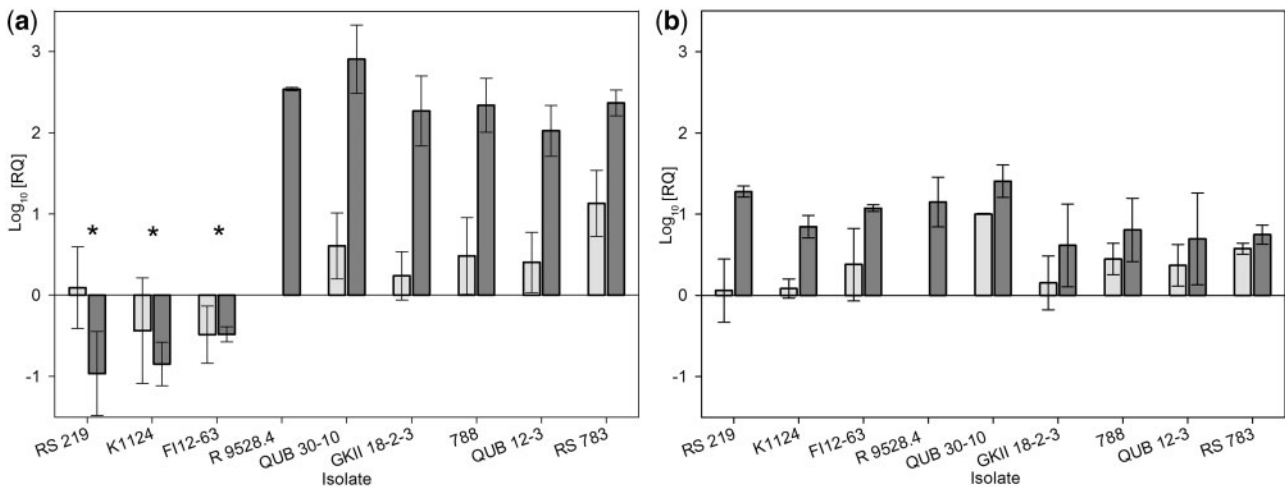 (a)
Log10 [RQ]
3
2
1
0
-1
* * *
RS 219 K1124 FI12-63 R 9528.4 QUB 30-10 GKII 18-2-3 788 QUB 12-3 RS 783
Isolate
(b)
Log10 [RQ]
3
2
1
0
-1
RS 219 K1124 FI12-63 R 9528.4 QUB 30-10 GKII 18-2-3 788 QUB 12-3 RS 783
Isolate